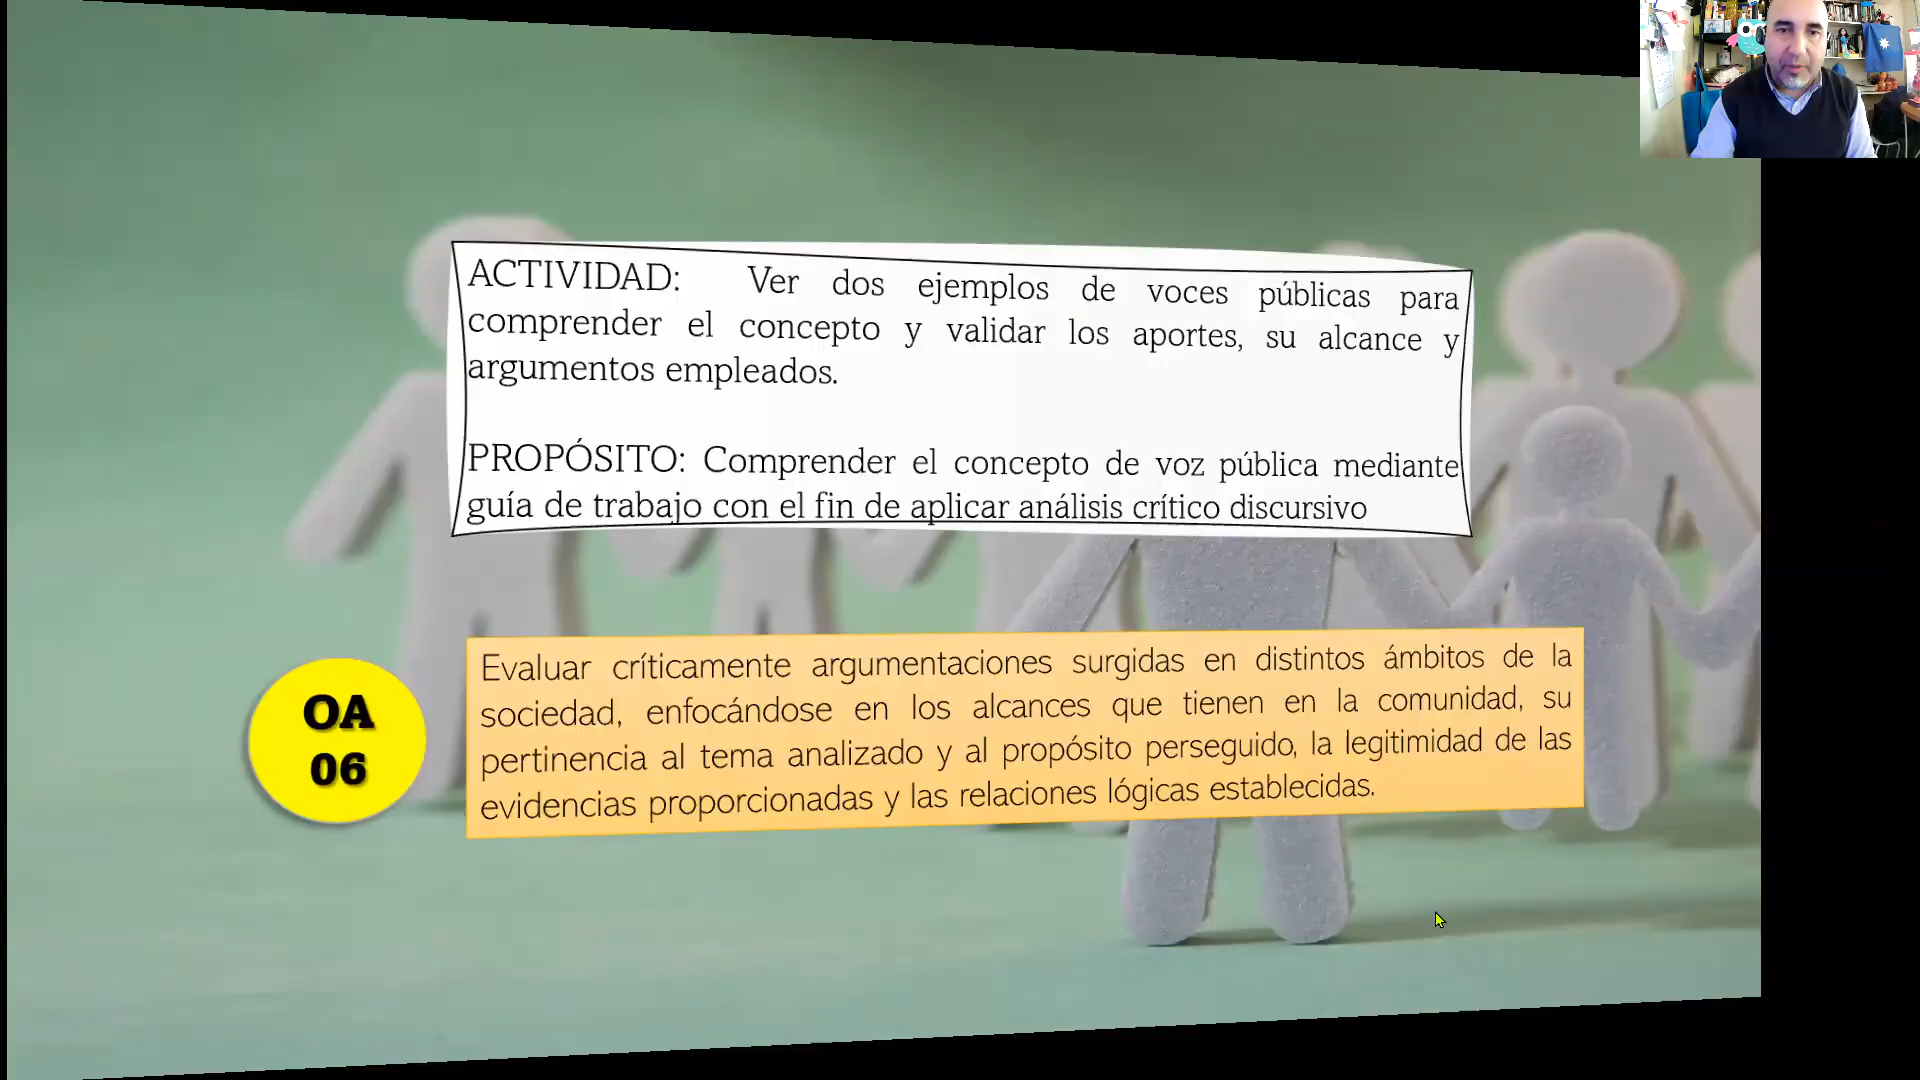 ACTIVIDAD: Ver dos ejemplos de voces públicas para
comprender el concepto y validar los aportes, su alcance y
argumentos empleados.
PROPÓSITO: Comprender el concepto de voz pública mediante
guía de trabajo con el fin de aplicar análisis crítico discursivo
OA
06
Evaluar críticamente argumentaciones surgidas en distintos ámbitos de la
sociedad, enfocándose en los alcances que tienen en la comunidad, su
pertinencia al tema analizado y al propósito perseguido, la legitimidad de las
evidencias proporcionadas y las relaciones lógicas establecidas.